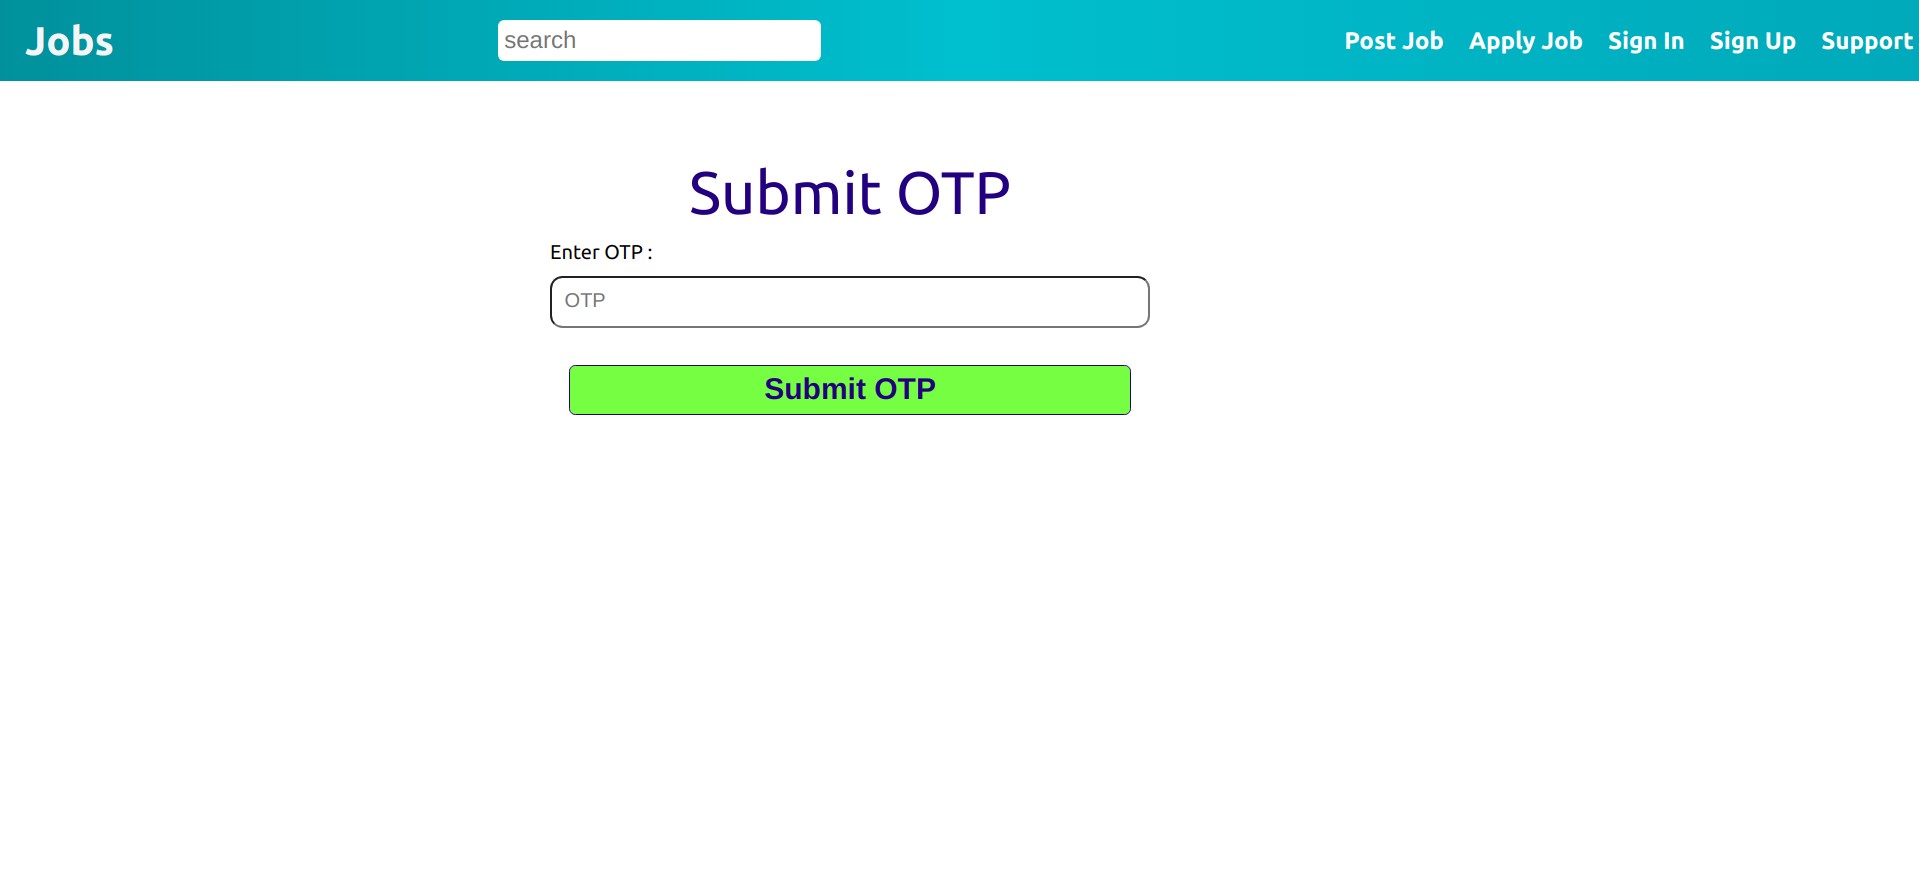 Jobs
search
Post Job Apply Job Sign In Sign Up Support
Submit OTP
Enter OTP :
OTP
Submit OTP